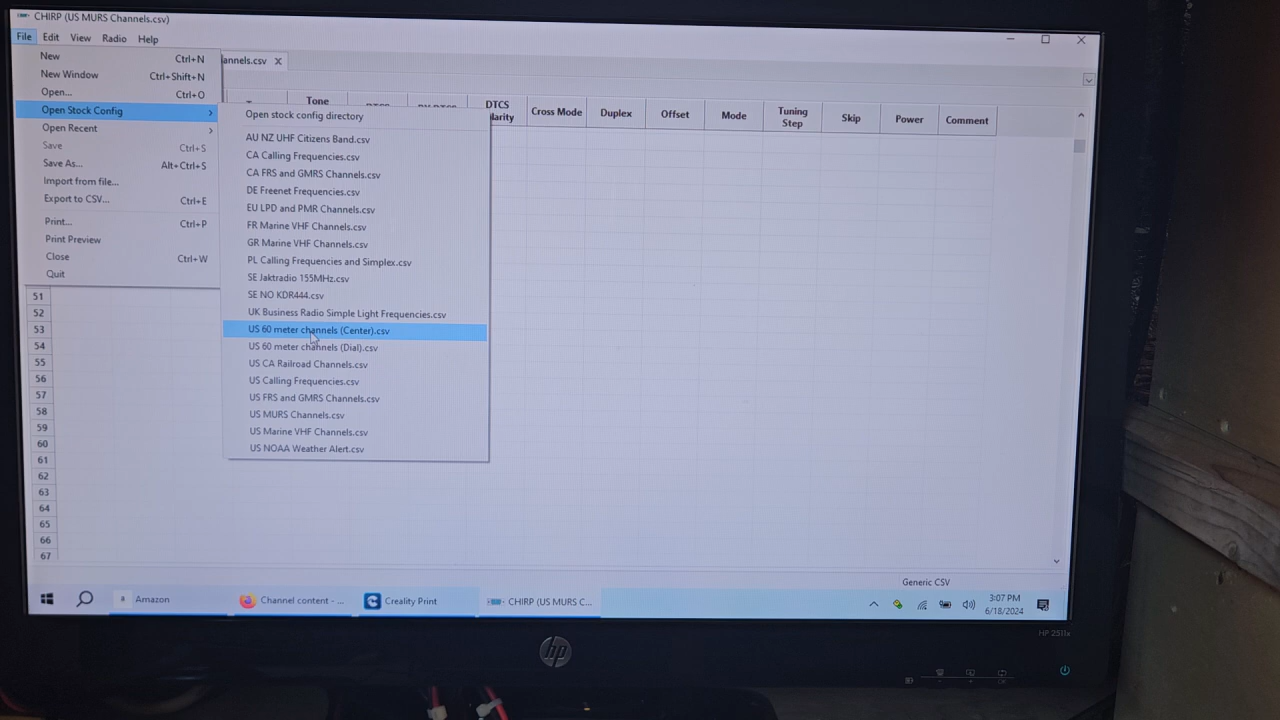 CHIRP (US MURS Channels.csv)
File Edit View Radio Help
New Ctrl+N
New Window Ctrl+Shift+N
Open... Ctrl+O
Open Stock Config
Open Recent
Save Ctrl+S
Save As... Alt+Ctrl+S
Import from file...
Export to CSV... Ctrl+E
Print... Ctrl+P
Print Preview
Close Ctrl+W
Quit
annels.csv
Tone
DTCS
larity
Cross Mode
Duplex
Offset
Mode
Tuning
Step
Skip
Power
Comment
Open stock config directory
AU NZ UHF Citizens Band.csv
CA Calling Frequencies.csv
CA FRS and GMRS Channels.csv
DE Freenet Frequencies.csv
EU LPD and PMR Channels.csv
FR Marine VHF Channels.csv
GR Marine VHF Channels.csv
PL Calling Frequencies and Simplex.csv
SE Jaktradio 155MHz.csv
SE NO KDR444.csv
UK Business Radio Simple Light Frequencies.csv
US 60 meter channels (Center).csv
US 60 meter channels (Dial).csv
US CA Railroad Channels.csv
US Calling Frequencies.csv
US FRS and GMRS Channels.csv
US MURS Channels.csv
US Marine VHF Channels.csv
US NOAA Weather Alert.csv
51
52
53
54
55
56
57
58
59
60
61
62
63
64
65
66
67
Generic CSV
a Amazon
Channel content - ...
Creality Print
CHIRP (US MURS C...
3:07 PM
6/18/2024
hp
HP 2511x